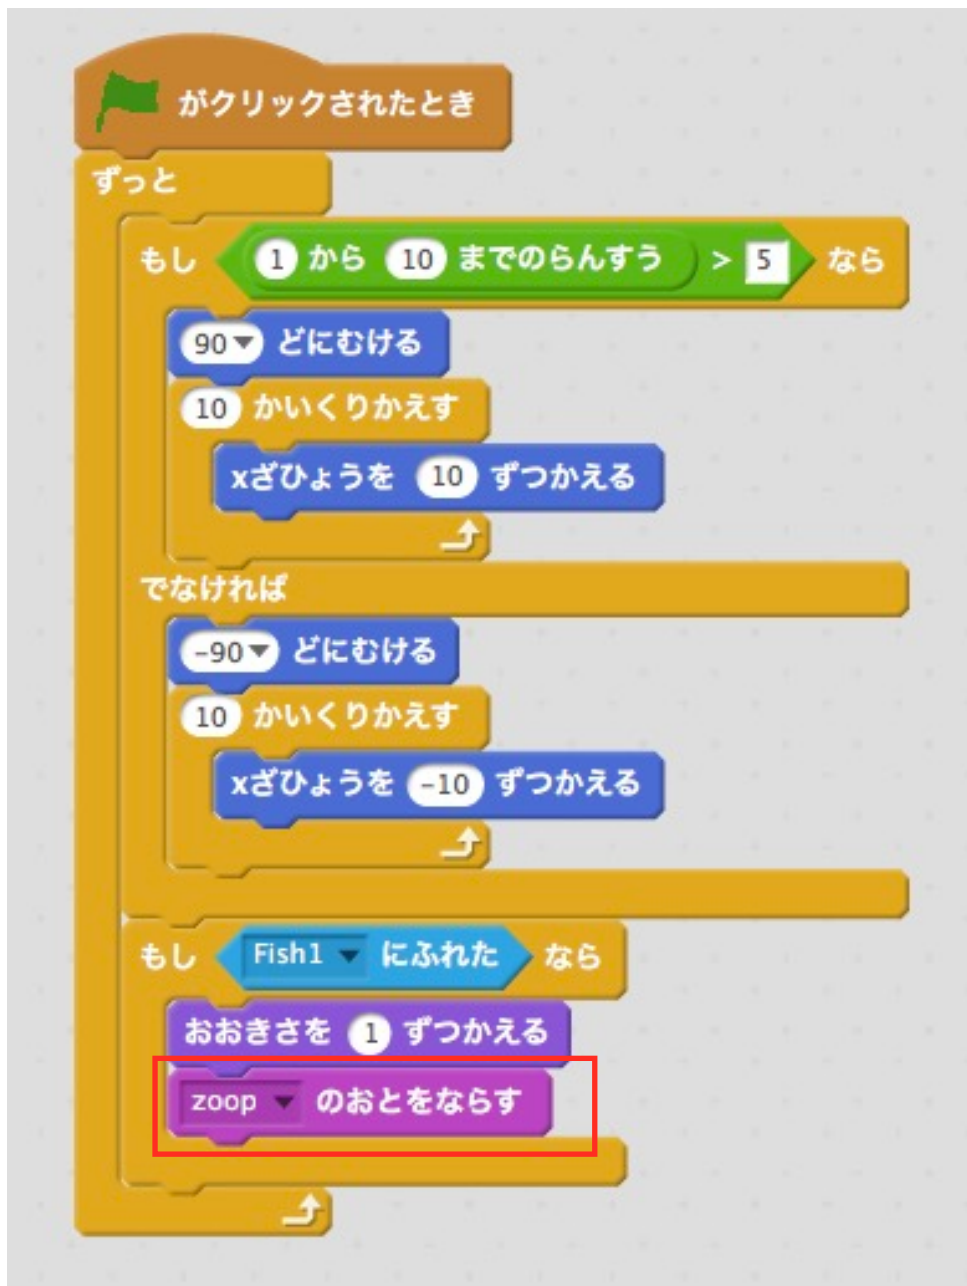 がクリックされたとき
ずっと
もし 1 から 10 までのらんすう > 5 なら
90 どにむける
10 かいくりかえす
xざひょうを 10 ずつかえる
でなければ
-90 どにむける
10 かいくりかえす
xざひょうを -10 ずつかえる
もし Fish1 にふれた なら
おおきさを 1 ずつかえる
zoop のおとをならす